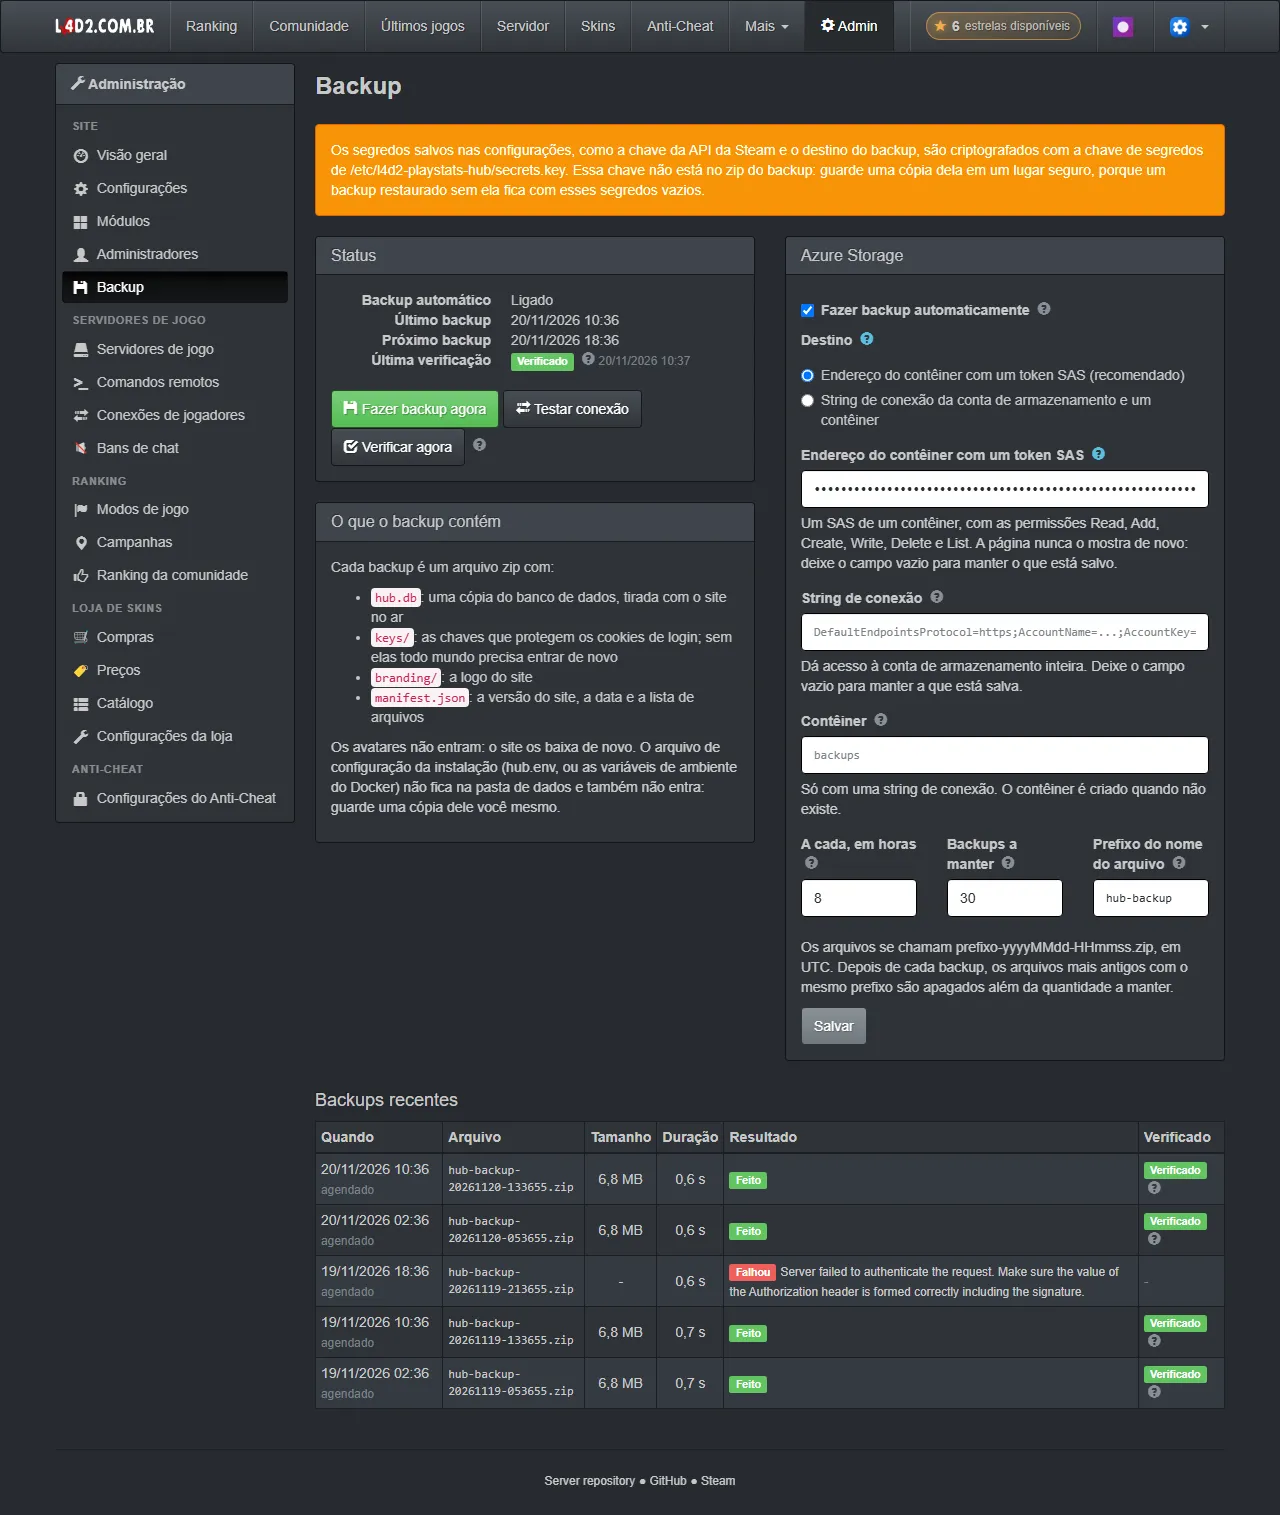 L4D2.COM.BR
Ranking
Comunidade
Últimos jogos
Servidor
Skins
Anti-Cheat
Mais
Admin
6 estrelas disponíveis
Administração
SITE
Visão geral
Configurações
Módulos
Administradores
Backup
SERVIDORES DE JOGO
Servidores de jogo
Comandos remotos
Conexões de jogadores
Bans de chat
RANKING
Modos de jogo
Campanhas
Ranking da comunidade
LOJA DE SKINS
Compras
Preços
Catálogo
Configurações da loja
ANTI-CHEAT
Configurações do Anti-Cheat
Backup
Os segredos salvos nas configurações, como a chave da API da Steam e o destino do backup, são criptografados com a chave de segredos
de /etc/l4d2-playstats-hub/secrets.key. Essa chave não está no zip do backup: guarde uma cópia dela em um lugar seguro, porque um
backup restaurado sem ela fica com esses segredos vazios.
Status
Backup automático Ligado
Último backup 20/11/2026 10:36
Próximo backup 20/11/2026 18:36
Última verificação Verificado 20/11/2026 10:37
Fazer backup agora
Testar conexão
Verificar agora
O que o backup contém
Cada backup é um arquivo zip com:
• hub.db: uma cópia do banco de dados, tirada com o site
no ar
• keys/: as chaves que protegem os cookies de login; sem
elas todo mundo precisa entrar de novo
• branding/: a logo do site
• manifest.json: a versão do site, a data e a lista de
arquivos
Os avatares não entram: o site os baixa de novo. O arquivo de
configuração da instalação (hub.env, ou as variáveis de ambiente
do Docker) não fica na pasta de dados e também não entra:
guarde uma cópia dele você mesmo.
Azure Storage
Fazer backup automaticamente
Destino
Endereço do contêiner com um token SAS (recomendado)
String de conexão da conta de armazenamento e um
contêiner
Endereço do contêiner com um token SAS
Um SAS de um contêiner, com as permissões Read, Add,
Create, Write, Delete e List. A página nunca o mostra de novo:
deixe o campo vazio para manter o que está salvo.
String de conexão
DefaultEndpointsProtocol=https;AccountName=...;AccountKey=
Dá acesso à conta de armazenamento inteira. Deixe o campo
vazio para manter a que está salva.
Contêiner
backups
Só com uma string de conexão. O contêiner é criado quando não
existe.
A cada, em horas
8
Backups a
manter
30
Prefixo do nome
do arquivo
hub-backup
Os arquivos se chamam prefixo-yyyyMMdd-HHmmss.zip, em
UTC. Depois de cada backup, os arquivos mais antigos com o
mesmo prefixo são apagados além da quantidade a manter.
Salvar
Backups recentes
Quando Arquivo Tamanho Duração Resultado Verificado
20/11/2026 10:36
agendado
hub-backup-
20261120-133655.zip
6,8 MB
0,6 s
Feito
Verificado
20/11/2026 02:36
agendado
hub-backup-
20261120-053655.zip
6,8 MB
0,6 s
Feito
Verificado
19/11/2026 18:36
agendado
hub-backup-
20261119-213655.zip
-
0,6 s
Falhou Server failed to authenticate the request. Make sure the value of
the Authorization header is formed correctly including the signature.
-
19/11/2026 10:36
agendado
hub-backup-
20261119-133655.zip
6,8 MB
0,7 s
Feito
Verificado
19/11/2026 02:36
agendado
hub-backup-
20261119-053655.zip
6,8 MB
0,7 s
Feito
Verificado
Server repository ● GitHub ● Steam